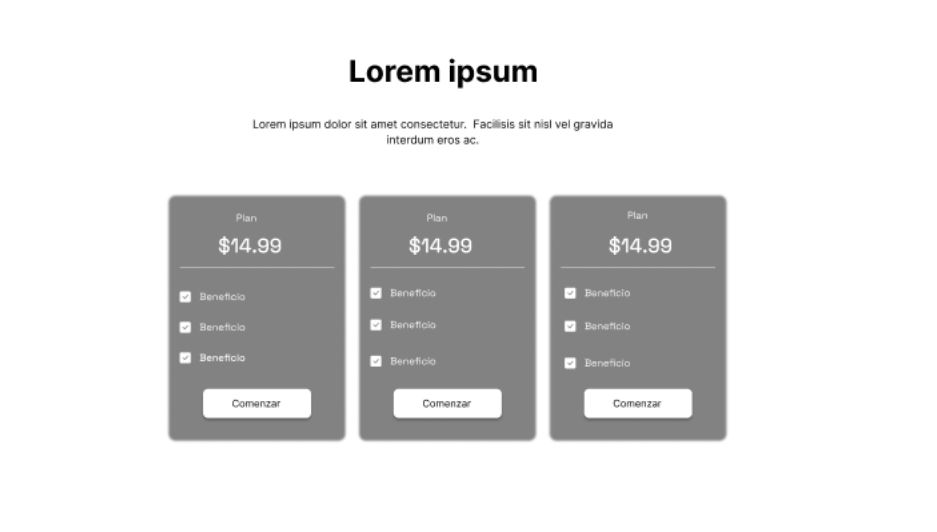 Lorem ipsum
Lorem ipsum dolor sit amet consectetur. Facilisis sit nisl vel gravida
interdum eros ac.
Plan
$14.99
Beneficio
Beneficio
Beneficio
Comenzar
Plan
$14.99
Beneficio
Beneficio
Beneficio
Comenzar
Plan
$14.99
Beneficio
Beneficio
Beneficio
Comenzar